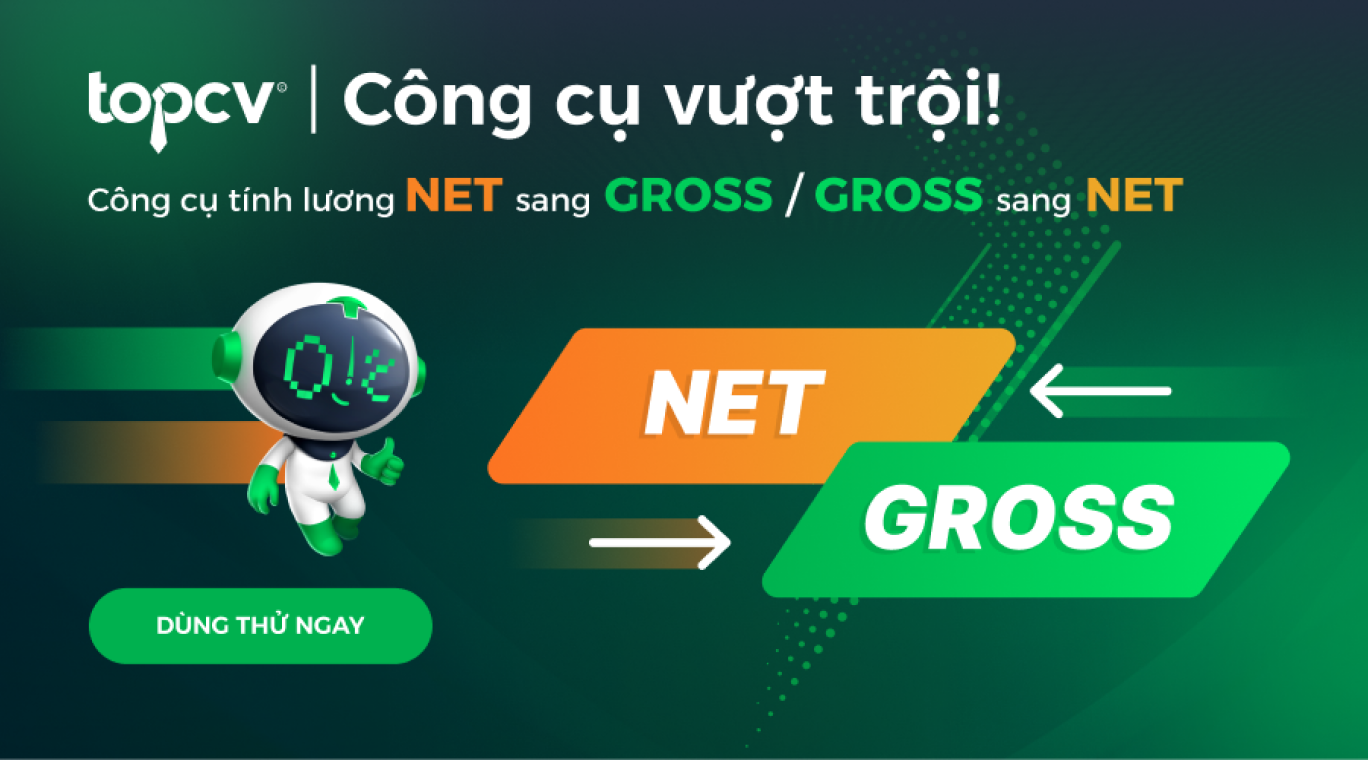 topcv© | Công cụ vượt trội!
Công cụ tính lương NET sang GROSS / GROSS sang NET
NET
GROSS
DÙNG THỬ NGAY